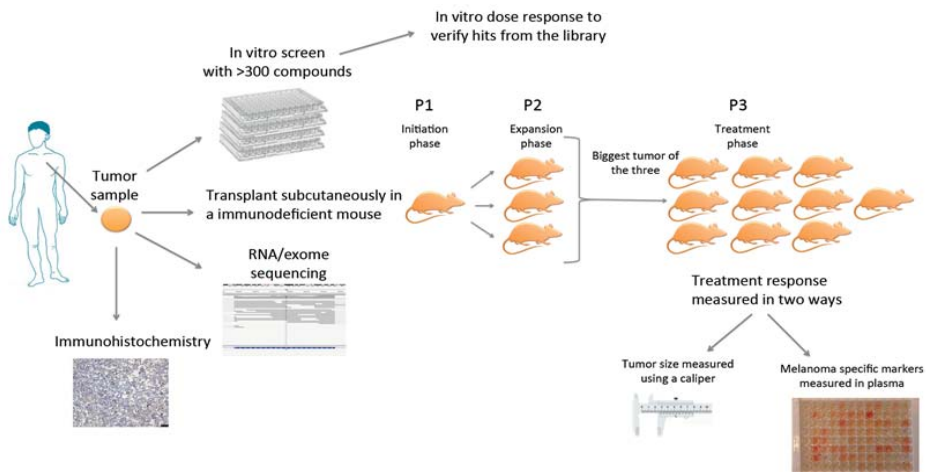 In vitro dose response to
verify hits from the library
In vitro screen
with >300 compounds
P1
P2
P3
Initiation
phase
Expansion
phase
Treatment
phase
Biggest tumor of
the three
Tumor
sample
Transplant subcutaneously in
a immunodeficient mouse
RNA/exome
sequencing
Immunohistochemistry
Treatment response
measured in two ways
Tumor size measured
using a caliper
Melanoma specific markers
measured in plasma